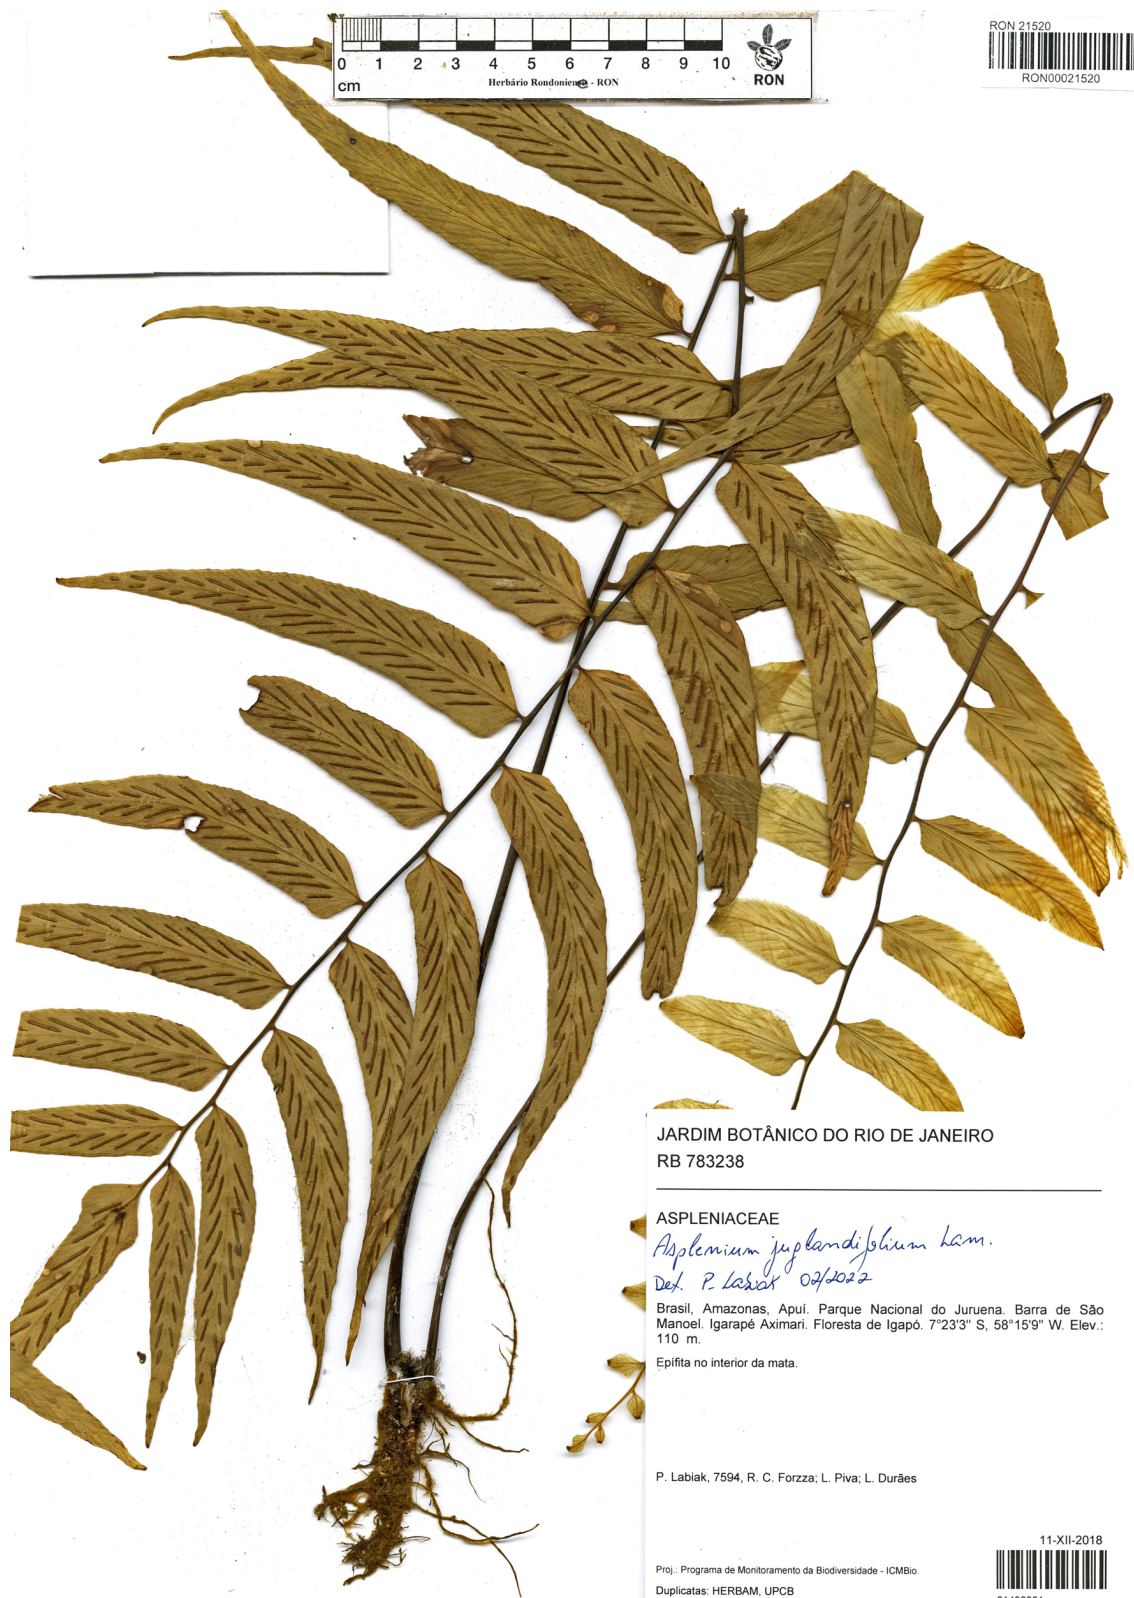 RON 21520
RON00021520
0 1 2 3 4 5 6 7 8 9 10
cm
Herbário Rondoniense - RON
RON
JARDIM BOTÂNICO DO RIO DE JANEIRO
RB 783238
ASPLENIACEAE
Asplenium juglandifolium Lam.
Det. P. Labiak 02/2022
Brasil, Amazonas, Apuí. Parque Nacional do Juruena. Barra de São
Manoel. Igarapé Aximari. Floresta de Igapó. 7°23'3" S, 58°15'9" W. Elev.:
110 m.
Epífita no interior da mata.
P. Labiak, 7594, R. C. Forzza; L. Piva; L. Durães
11-XII-2018
Proj.: Programa de Monitoramento da Biodiversidade - ICMBio.
Duplicatas: HERBAM, UPCB